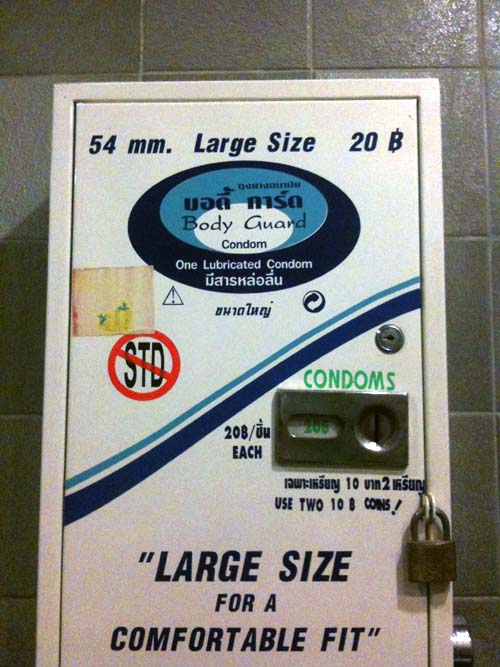 54 mm. Large Size 20 ฿
ถุงยางอนามัย
บอดี้ การ์ด
Body Guard
Condom
One Lubricated Condom
มีสารหล่อลื่น
ขนาดใหญ่
STD
CONDOMS
20฿
20฿/ชิ้น
EACH
เฉพาะเหรียญ 10 บาท 2 เหรียญ
USE TWO 10 ฿ COINS!
"LARGE SIZE
FOR A
COMFORTABLE FIT"